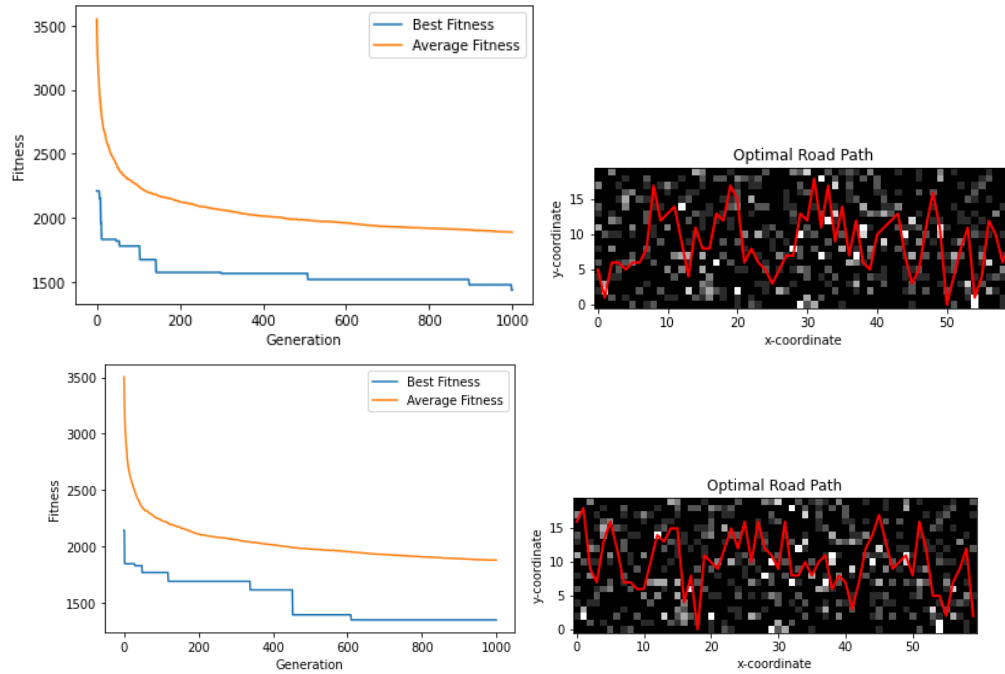 Best Fitness
Average Fitness
3500
3000
2500
2000
1500
Fitness
0 200 400 600 800 1000
Generation
Optimal Road Path
15
10
5
0
y-coordinate
0 10 20 30 40 50
x-coordinate
Best Fitness
Average Fitness
3500
3000
2500
2000
1500
Fitness
0 200 400 600 800 1000
Generation
Optimal Road Path
15
10
5
0
y-coordinate
0 10 20 30 40 50
x-coordinate